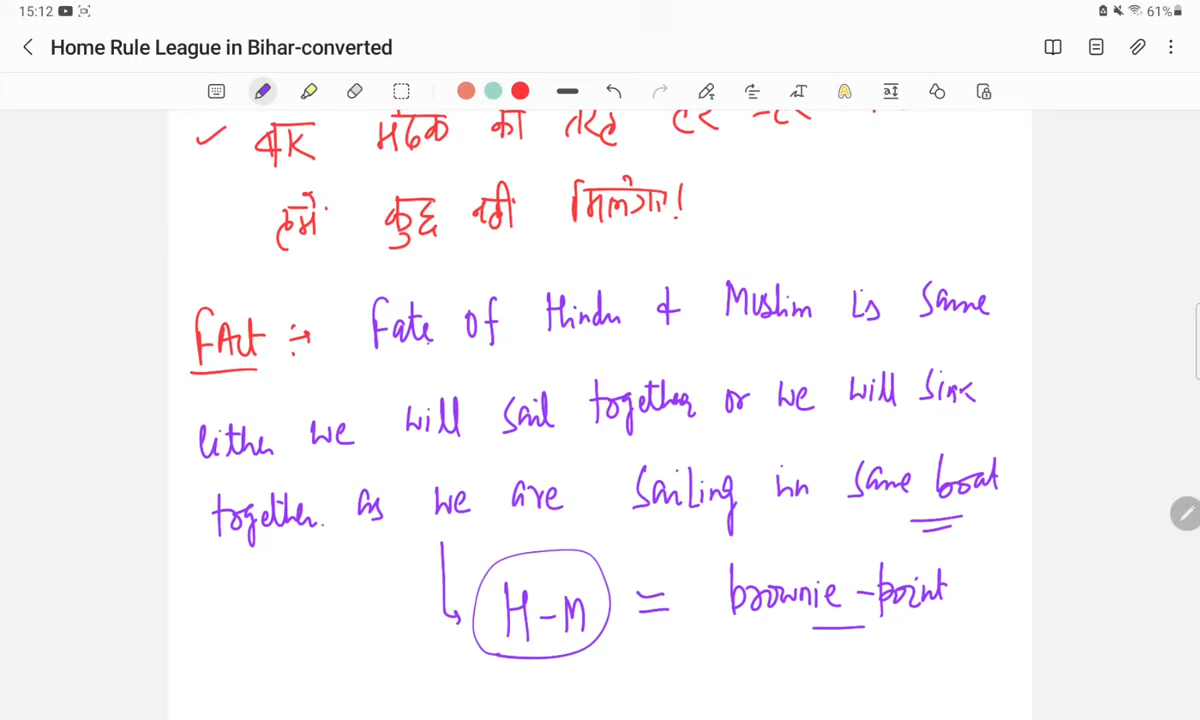 15:12
61%
Home Rule League in Bihar-converted
की तरह
हमें कुछ नहीं मिलेगा!
FAct :→ Fate of Hindu & Muslim is same
either we will sail together or we will sink
together. as we are sailing in same boat
H-M = brownie-point